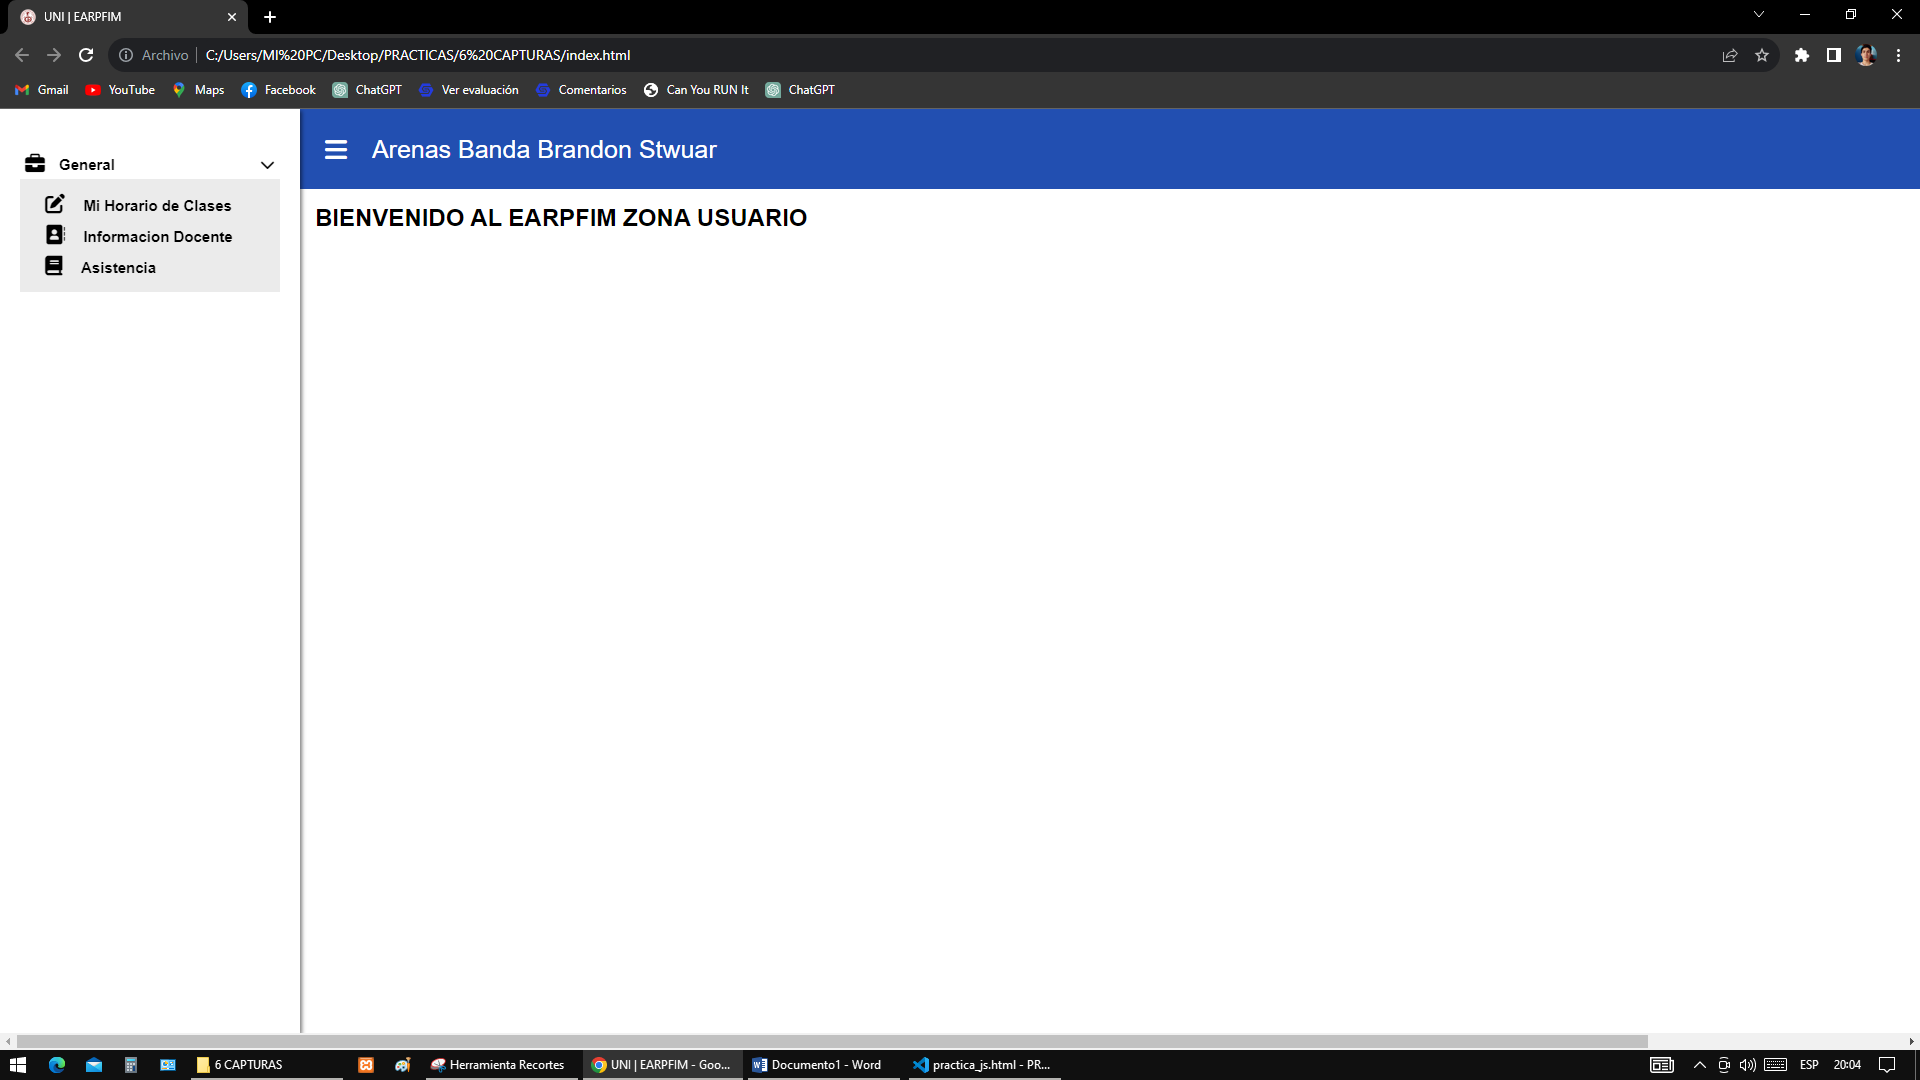 UNI | EARPFIM
Archivo C:/Users/MI%20PC/Desktop/PRACTICAS/6%20CAPTURAS/index.html
Gmail YouTube Maps Facebook ChatGPT Ver evaluación Comentarios Can You RUN It ChatGPT
Arenas Banda Brandon Stwuar
General
Mi Horario de Clases
Informacion Docente
Asistencia
BIENVENIDO AL EARPFIM ZONA USUARIO
6 CAPTURAS Herramienta Recortes UNI | EARPFIM - Goo... Documento1 - Word practica_js.html - PR... ESP 20:04